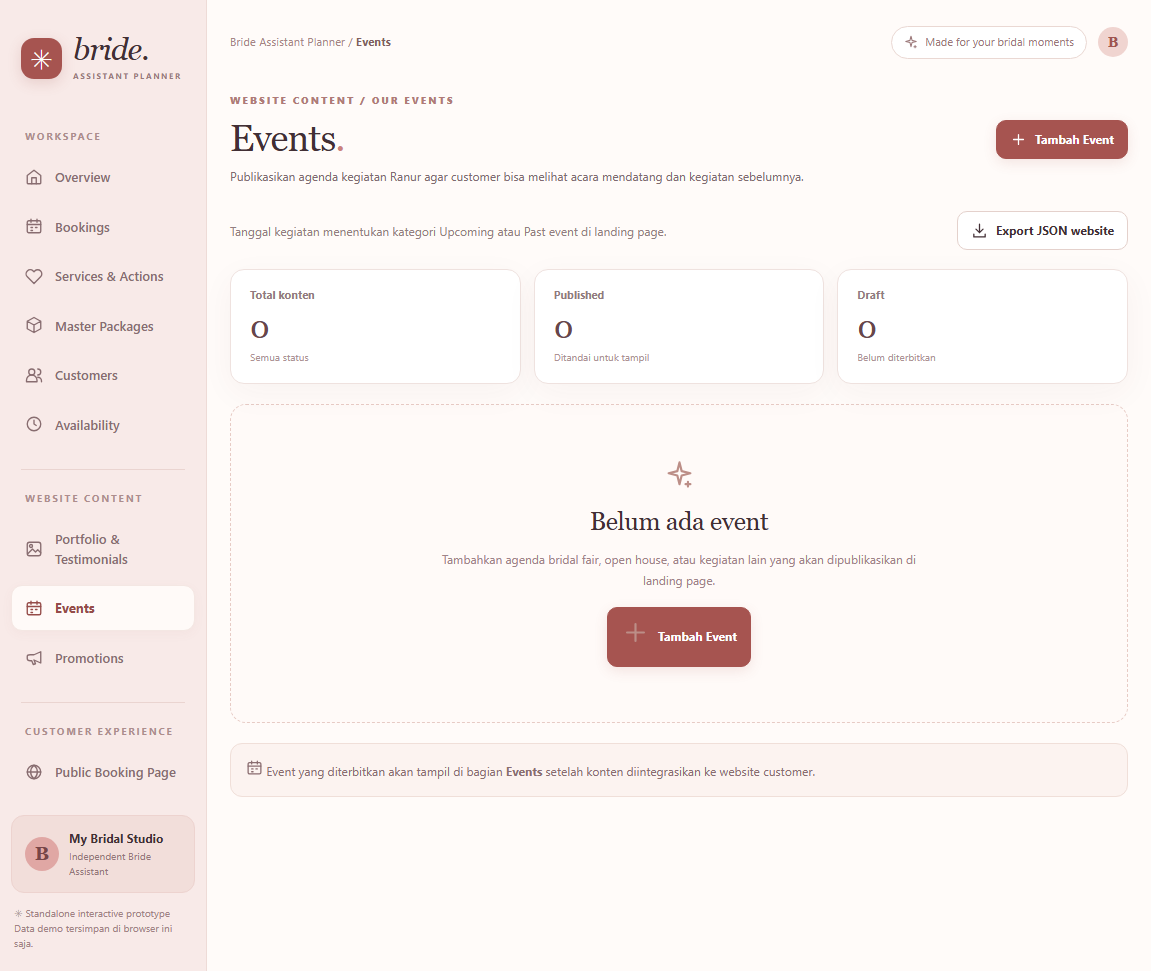 bride.
ASSISTANT PLANNER
WORKSPACE
Overview
Bookings
Services & Actions
Master Packages
Customers
Availability
WEBSITE CONTENT
Portfolio &
Testimonials
Events
Promotions
CUSTOMER EXPERIENCE
Public Booking Page
B
My Bridal Studio
Independent Bride
Assistant
✳ Standalone interactive prototype
Data demo tersimpan di browser ini
saja.
Bride Assistant Planner / Events
Made for your bridal moments
B
WEBSITE CONTENT / OUR EVENTS
Events.
Tambah Event
Publikasikan agenda kegiatan Ranur agar customer bisa melihat acara mendatang dan kegiatan sebelumnya.
Tanggal kegiatan menentukan kategori Upcoming atau Past event di landing page.
Export JSON website
Total konten
0
Semua status
Published
0
Ditandai untuk tampil
Draft
0
Belum diterbitkan
Belum ada event
Tambahkan agenda bridal fair, open house, atau kegiatan lain yang akan dipublikasikan di
landing page.
Tambah Event
Event yang diterbitkan akan tampil di bagian Events setelah konten diintegrasikan ke website customer.